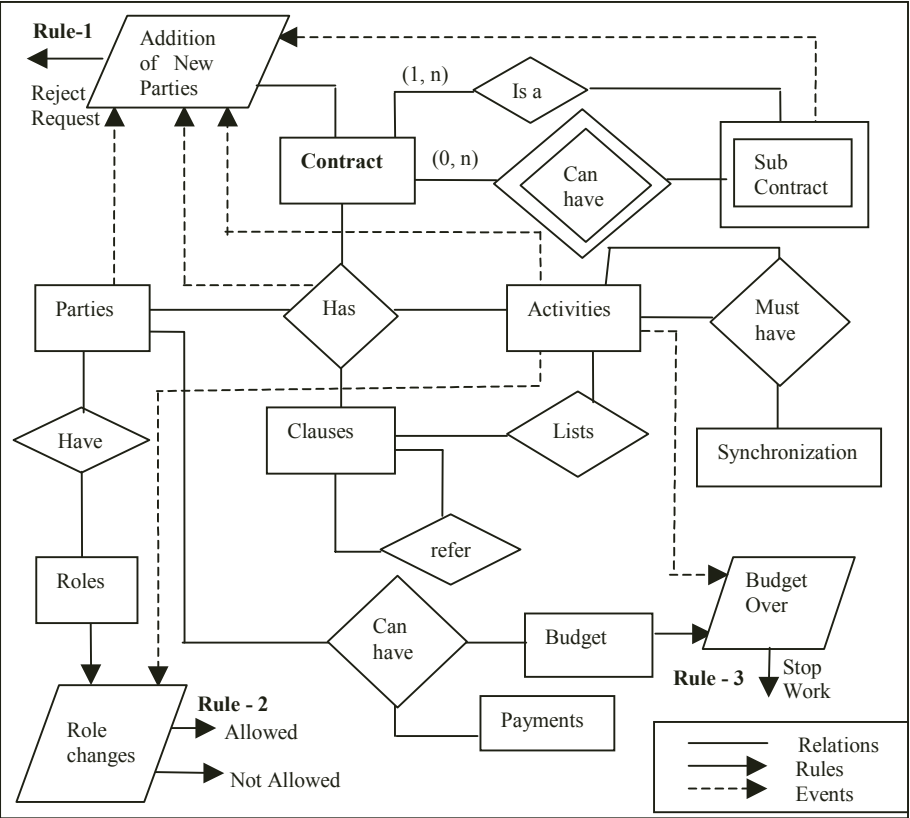 Rule-1
Addition
of New
Parties
Reject
Request
(1, n)
Is a
Contract
(0, n)
Can
have
Sub
Contract
Parties
Has
Activities
Must
have
Have
Clauses
Lists
Synchronization
refer
Roles
Can
have
Budget
Budget
Over
Rule - 3
Stop
Work
Payments
Role
changes
Rule - 2
Allowed
Not Allowed
Relations
Rules
Events